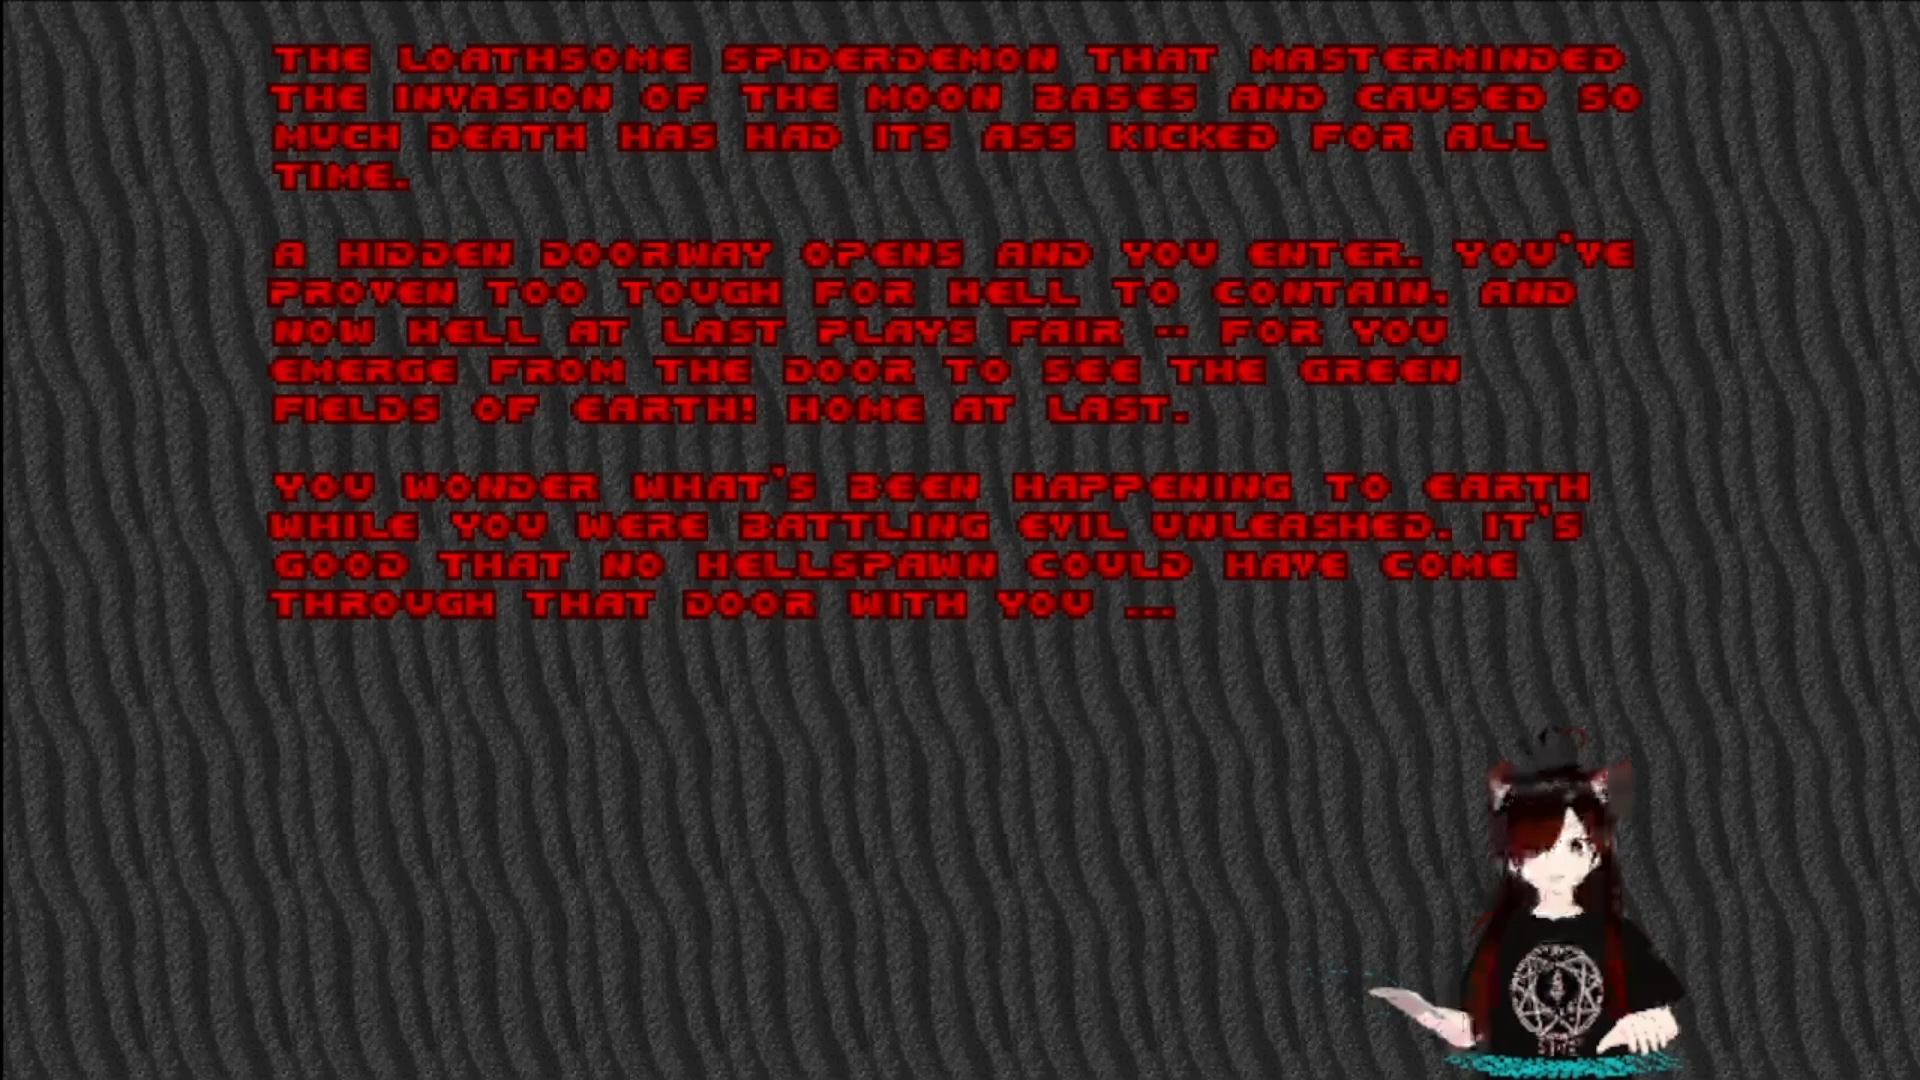 THE LOATHSOME SPIDERDEMON THAT MASTERMINDED
THE INVASION OF THE MOON BASES AND CAUSED SO
MUCH DEATH HAS HAD ITS ASS KICKED FOR ALL
TIME.
A HIDDEN DOORWAY OPENS AND YOU ENTER. YOU'VE
PROVEN TOO TOUGH FOR HELL TO CONTAIN, AND
NOW HELL AT LAST PLAYS FAIR -- FOR YOU
EMERGE FROM THE DOOR TO SEE THE GREEN
FIELDS OF EARTH! HOME AT LAST.
YOU WONDER WHAT'S BEEN HAPPENING TO EARTH
WHILE YOU WERE BATTLING EVIL UNLEASHED. IT'S
GOOD THAT NO HELLSPAWN COULD HAVE COME
THROUGH THAT DOOR WITH YOU ...